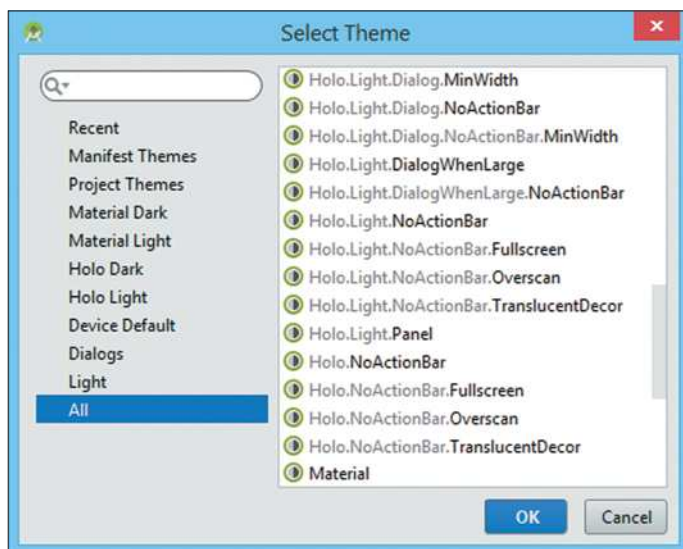 Select Theme
Recent
Manifest Themes
Project Themes
Material Dark
Material Light
Holo Dark
Holo Light
Device Default
Dialogs
Light
All
Holo.Light.Dialog.MinWidth
Holo.Light.Dialog.NoActionBar
Holo.Light.Dialog.NoActionBar.MinWidth
Holo.Light.DialogWhenLarge
Holo.Light.DialogWhenLarge.NoActionBar
Holo.Light.NoActionBar
Holo.Light.NoActionBar.Fullscreen
Holo.Light.NoActionBar.Overscan
Holo.Light.NoActionBar.TranslucentDecor
Holo.Light.Panel
Holo.NoActionBar
Holo.NoActionBar.Fullscreen
Holo.NoActionBar.Overscan
Holo.NoActionBar.TranslucentDecor
Material
OK
Cancel